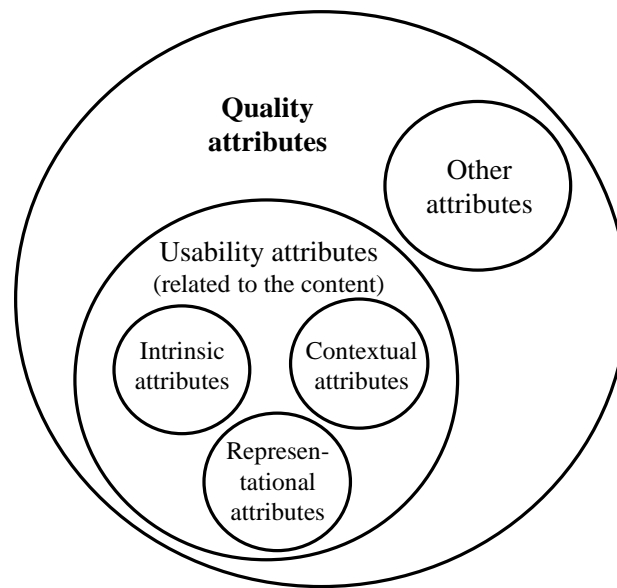 Quality
attributes
Other
attributes
Usability attributes
(related to the content)
Intrinsic
attributes
Contextual
attributes
Represen-
tational
attributes